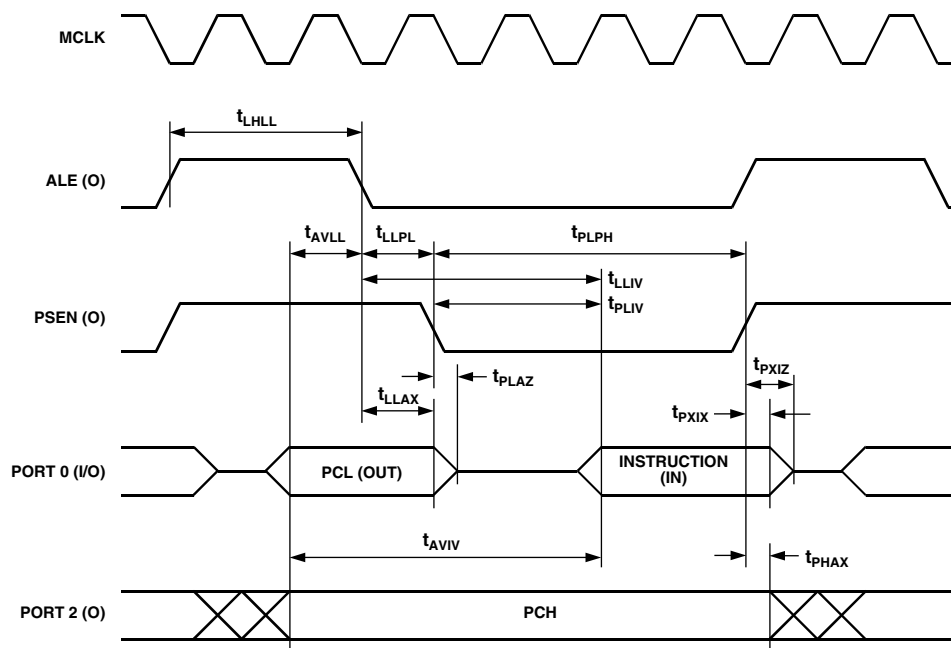 MCLK
tLHLL
ALE (O)
tAVLL
tLLPL
tPLPH
tLLIV
tPLIV
PSEN (O)
tPLAZ
tPXIZ
tLLAX
tPXIX
PORT 0 (I/O)
PCL (OUT)
INSTRUCTION
(IN)
tAVIV
tPHAX
PORT 2 (O)
PCH